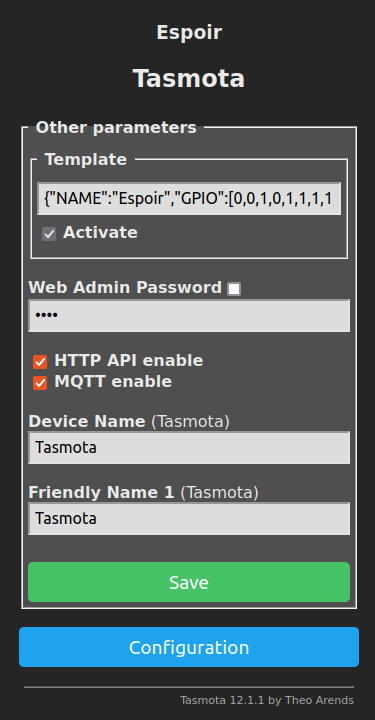 Espoir
Tasmota
Other parameters
Template
{"NAME":"Espoir","GPIO":[0,0,1,0,1,1,1,1
Activate
Web Admin Password
••••
HTTP API enable
MQTT enable
Device Name (Tasmota)
Tasmota
Friendly Name 1 (Tasmota)
Tasmota
Save
Configuration
Tasmota 12.1.1 by Theo Arends